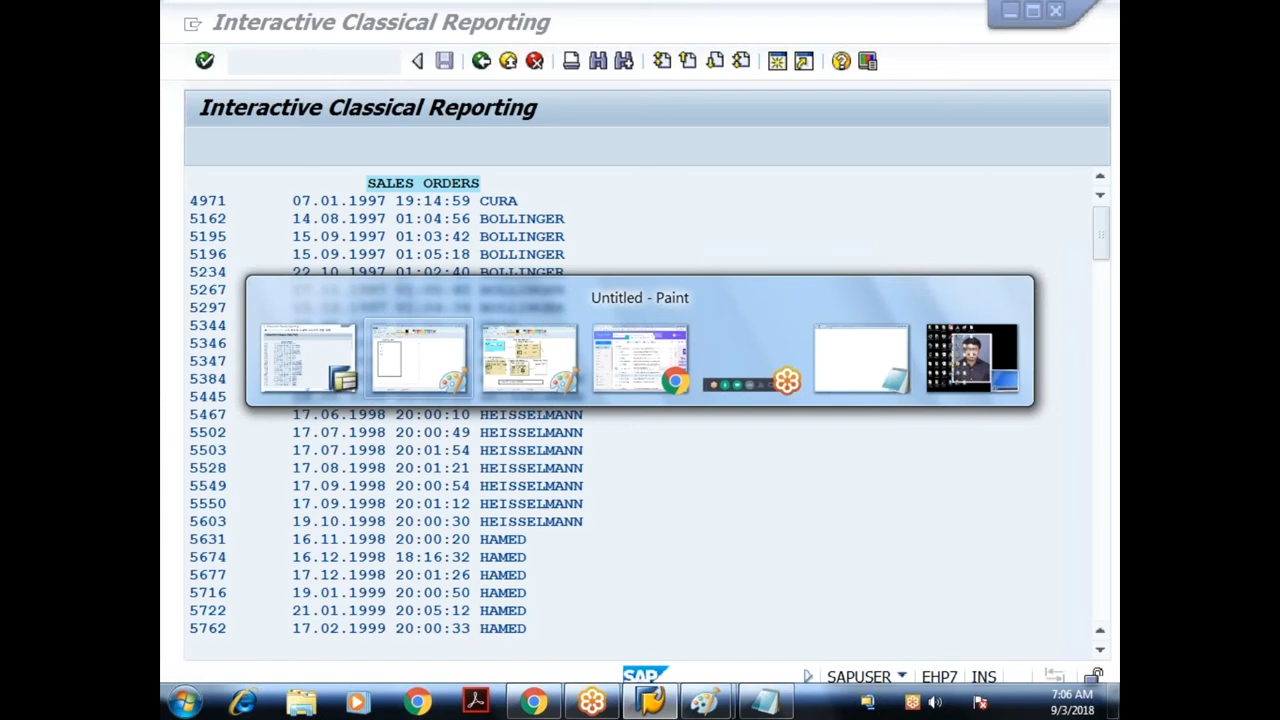 Interactive Classical Reporting
Interactive Classical Reporting
SALES ORDERS
4971 07.01.1997 19:14:59 CURA
5162 14.08.1997 01:04:56 BOLLINGER
5195 15.09.1997 01:03:42 BOLLINGER
5196 15.09.1997 01:05:18 BOLLINGER
5234 22.10.1997 01:02:40 BOLLINGER
5267
Untitled - Paint
5297
5344
5346
5347
5384
5445
5467 17.06.1998 20:00:10 HEISSELMANN
5502 17.07.1998 20:00:49 HEISSELMANN
5503 17.07.1998 20:01:54 HEISSELMANN
5528 17.08.1998 20:01:21 HEISSELMANN
5549 17.09.1998 20:00:54 HEISSELMANN
5550 17.09.1998 20:01:12 HEISSELMANN
5603 19.10.1998 20:00:30 HEISSELMANN
5631 16.11.1998 20:00:20 HAMED
5674 16.12.1998 18:16:32 HAMED
5677 17.12.1998 20:01:26 HAMED
5716 19.01.1999 20:00:50 HAMED
5722 21.01.1999 20:05:12 HAMED
5762 17.02.1999 20:00:33 HAMED
SAP SAPUSER EHP7 INS
7:06 AM
9/3/2018